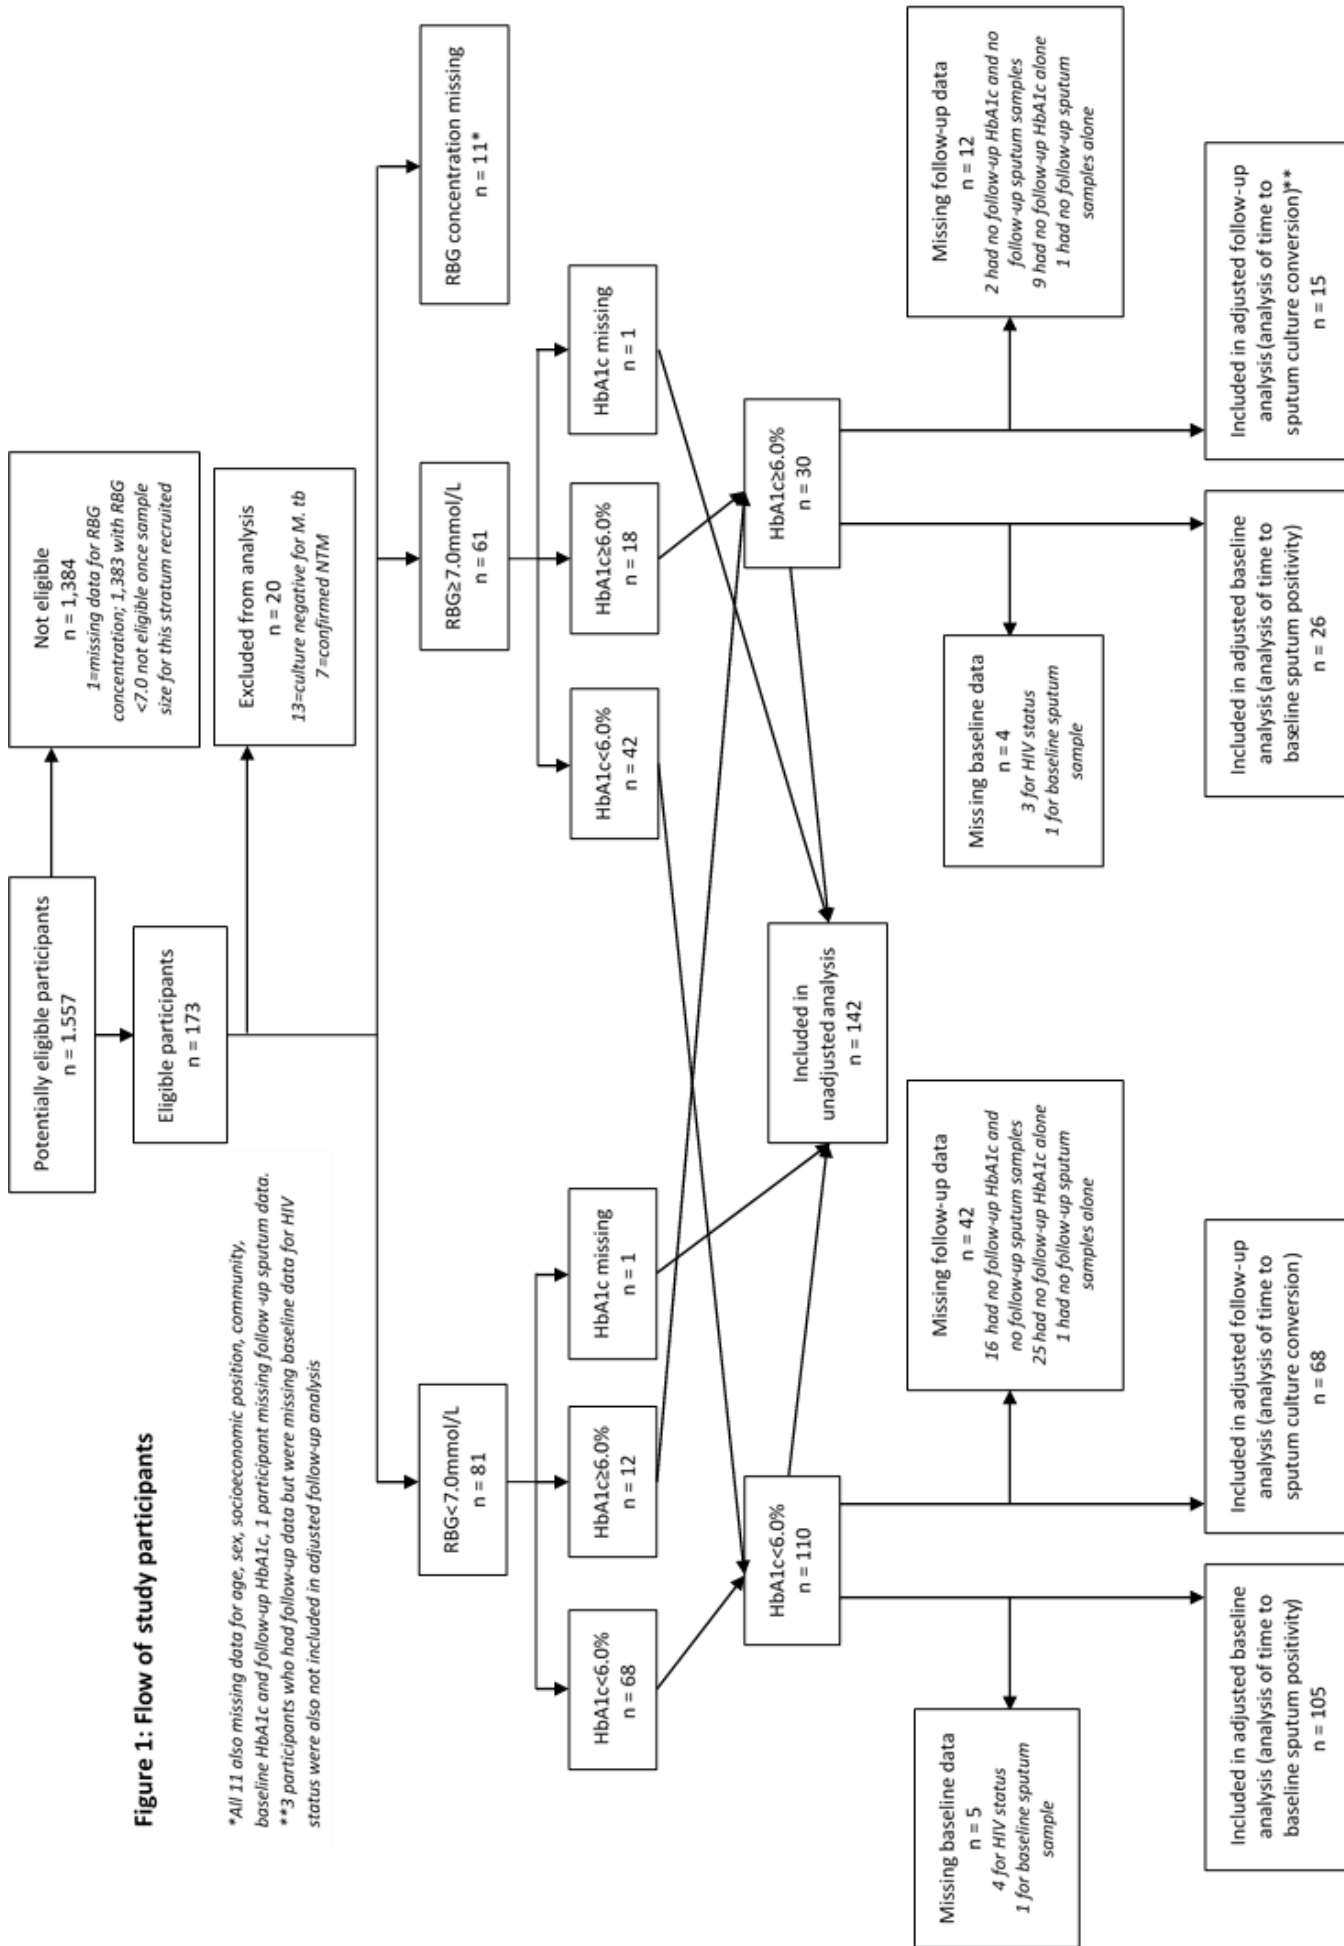 Figure 1: Flow of study participants
*All 11 also missing data for age, sex, socioeconomic position, community,
baseline HbA1c and follow-up HbA1c, 1 participant missing follow-up sputum data.
**3 participants who had follow-up data but were missing baseline data for HIV
status were also not included in adjusted follow-up analysis
Potentially eligible participants
n = 1.557
Not eligible
n = 1,384
1=missing data for RBG
concentration; 1,383 with RBG
<7.0 not eligible once sample
size for this stratum recruited
Eligible participants
n = 173
Excluded from analysis
n = 20
13=culture negative for M. tb
7=confirmed NTM
RBG<7.0mmol/L
n = 81
RBG≥7.0mmol/L
n = 61
RBG concentration missing
n = 11*
HbA1c<6.0%
n = 68
HbA1c≥6.0%
n = 12
HbA1c missing
n = 1
HbA1c<6.0%
n = 42
HbA1c≥6.0%
n = 18
HbA1c missing
n = 1
HbA1c<6.0%
n = 110
Included in
unadjusted analysis
n = 142
HbA1c≥6.0%
n = 30
Missing baseline data
n = 5
4 for HIV status
1 for baseline sputum
sample
Missing follow-up data
n = 42
16 had no follow-up HbA1c and
no follow-up sputum samples
25 had no follow-up HbA1c alone
1 had no follow-up sputum
samples alone
Missing baseline data
n = 4
3 for HIV status
1 for baseline sputum
sample
Missing follow-up data
n = 12
2 had no follow-up HbA1c and no
follow-up sputum samples
9 had no follow-up HbA1c alone
1 had no follow-up sputum
samples alone
Included in adjusted baseline
analysis (analysis of time to
baseline sputum positivity)
n = 105
Included in adjusted follow-up
analysis (analysis of time to
sputum culture conversion)
n = 68
Included in adjusted baseline
analysis (analysis of time to
baseline sputum positivity)
n = 26
Included in adjusted follow-up
analysis (analysis of time to
sputum culture conversion)**
n = 15